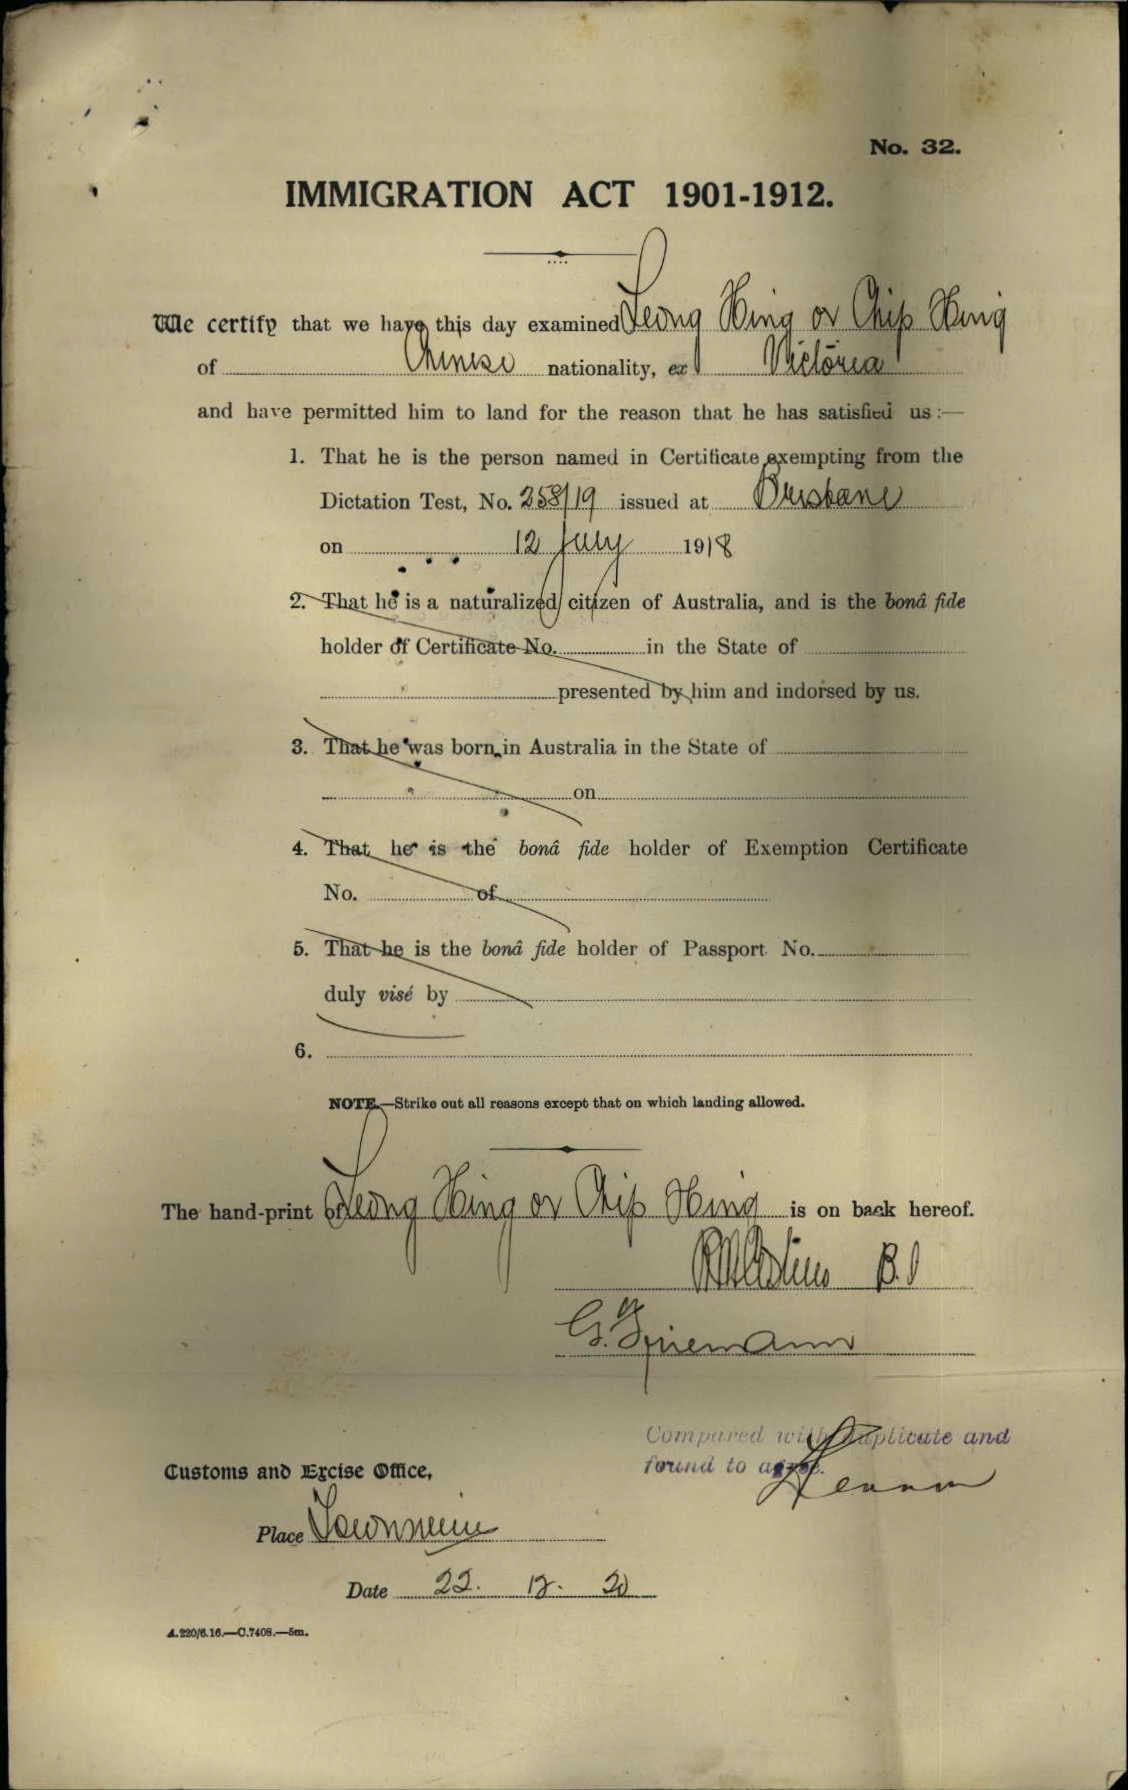 No. 32.
IMMIGRATION ACT 1901-1912.
We certify that we have this day examined Leong Hing or Chip Hing
of Chinese nationality, ex Victoria
and have permitted him to land for the reason that he has satisfied us :—
1. That he is the person named in Certificate exempting from the
Dictation Test, No. 258/19 issued at Brisbane
on 12 July 1918
2. That he is a naturalized citizen of Australia, and is the bonâ fide
holder of Certificate No. in the State of
presented by him and indorsed by us.
3. That he was born in Australia in the State of
on
4. That he is the bonâ fide holder of Exemption Certificate
No. of
5. That he is the bonâ fide holder of Passport No.
duly visé by
6.
NOTE.—Strike out all reasons except that on which landing allowed.
The hand-print of Leong Hing or Chip Hing is on back hereof.
Compared with duplicate and
found to agree.
Customs and Excise Office,
Place Townsville
Date 22. 12. 20
A.220/6.16.—C.7408.—5m.